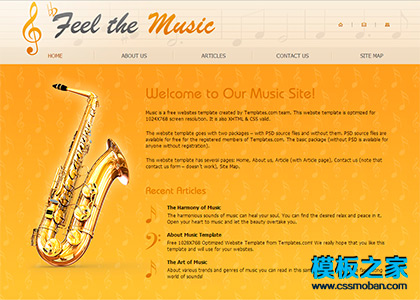 Feel the Music
HOME ABOUT US ARTICLES CONTACT US SITE MAP
Welcome to Our Music Site!
Music is a free websites template created by Templates.com team. This website template is optimized for
1024X768 screen resolution. It is also XHTML & CSS valid.
This website template goes with two packages – with PSD source files and without them. PSD source files are
available for free for the registered members of Templates.com. The basic package (without PSD is available for
anyone without registration).
This website template has several pages: Home, About us, Article (with Article page), Contact us (note that
contact us form – doesn't work), Site Map.
Recent Articles
The Harmony of Music
The harmonious sounds of music can heal your soul. You can find the desired relax and peace in it.
Open your heart to music and let the beauty overtake you.
About Music Template
Free 1028X768 Optimized Website Template from Templates.com! We really hope that you like this
template and will use for your websites.
The Art of Music
About various trends and genres of music you can read in this
world of sounds!
模板之家
www.cssmoban.com